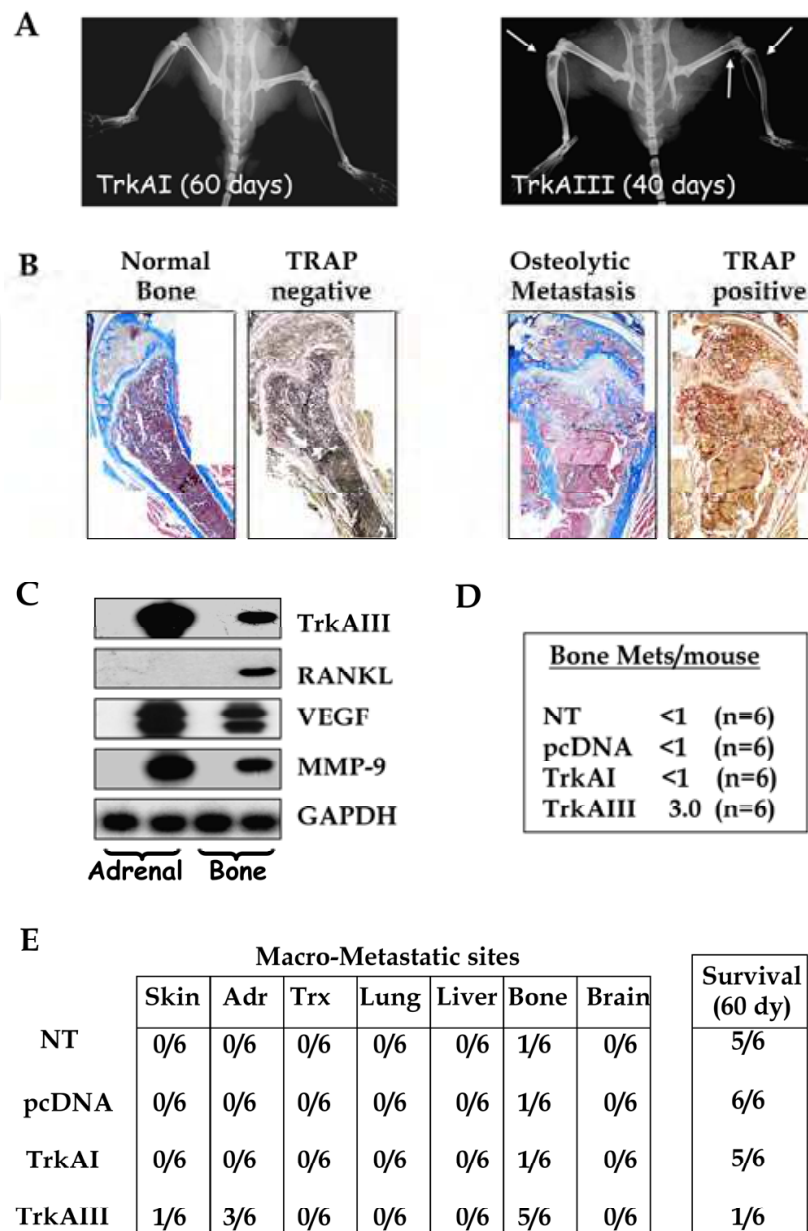 A
TrkAI (60 days)
TrkAIII (40 days)
B
Normal
Bone
TRAP
negative
Osteolytic
Metastasis
TRAP
positive
C
TrkAIII
RANKL
VEGF
MMP-9
GAPDH
Adrenal Bone
D
Bone Mets/mouse
NT <1 (n=6)
pcDNA <1 (n=6)
TrkAI <1 (n=6)
TrkAIII 3.0 (n=6)
E
Macro-Metastatic sites
Skin Adr Trx Lung Liver Bone Brain Survival (60 dy)
NT 0/6 0/6 0/6 0/6 0/6 1/6 0/6 5/6
pcDNA 0/6 0/6 0/6 0/6 0/6 1/6 0/6 6/6
TrkAI 0/6 0/6 0/6 0/6 0/6 1/6 0/6 5/6
TrkAIII 1/6 3/6 0/6 0/6 0/6 5/6 0/6 1/6